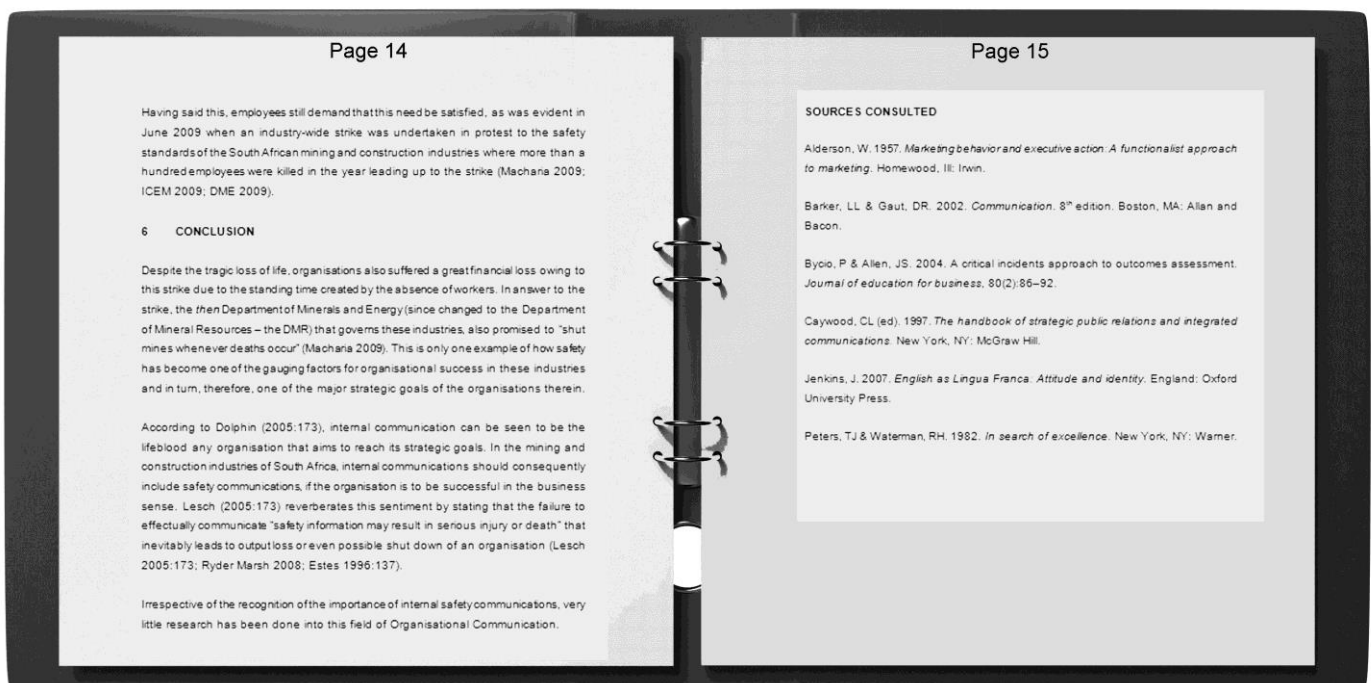 Page 14
Having said this, employees still demand that this need be satisfied, as was evident in
June 2009 when an industry-wide strike was undertaken in protest to the safety
standards of the South African mining and construction industries where more than a
hundred employees were killed in the year leading up to the strike (Macharia 2009;
ICEM 2009; DME 2009).
6 CONCLUSION
Despite the tragic loss of life, organisations also suffered a great financial loss owing to
this strike due to the standing time created by the absence of workers. In answer to the
strike, the then Department of Minerals and Energy (since changed to the Department
of Mineral Resources – the DMR) that governs these industries, also promised to "shut
mines whenever deaths occur" (Macharia 2009). This is only one example of how safety
has become one of the gauging factors for organisational success in these industries
and in turn, therefore, one of the major strategic goals of the organisations therein.
According to Dolphin (2005:173), internal communication can be seen to be the
lifeblood any organisation that aims to reach its strategic goals. In the mining and
construction industries of South Africa, internal communications should consequently
include safety communications, if the organisation is to be successful in the business
sense. Lesch (2005:173) reverberates this sentiment by stating that the failure to
effectually communicate "safety information may result in serious injury or death" that
inevitably leads to output loss or even possible shut down of an organisation (Lesch
2005:173; Ryder Marsh 2008; Estes 1996:137).
Irrespective of the recognition of the importance of internal safety communications, very
little research has been done into this field of Organisational Communication.
Page 15
SOURCES CONSULTED
Alderson, W. 1957. Marketing behavior and executive action: A functionalist approach
to marketing. Homewood, Ill: Irwin.
Barker, LL & Gaut, DR. 2002. Communication. 8th edition. Boston, MA: Allan and
Bacon.
Bycio, P & Allen, JS. 2004. A critical incidents approach to outcomes assessment.
Journal of education for business, 80(2):86–92.
Caywood, CL (ed). 1997. The handbook of strategic public relations and integrated
communications. New York, NY: McGraw Hill.
Jenkins, J. 2007. English as Lingua Franca: Attitude and identity. England: Oxford
University Press.
Peters, TJ & Waterman, RH. 1982. In search of excellence. New York, NY: Warner.